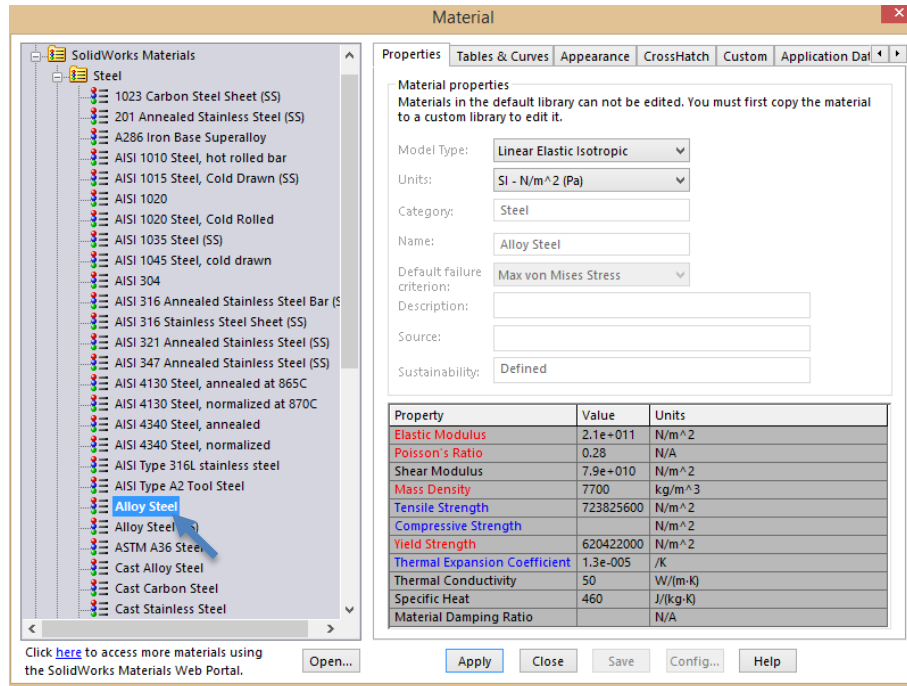 Material
SolidWorks Materials
Steel
1023 Carbon Steel Sheet (SS)
201 Annealed Stainless Steel (SS)
A286 Iron Base Superalloy
AISI 1010 Steel, hot rolled bar
AISI 1015 Steel, Cold Drawn (SS)
AISI 1020
AISI 1020 Steel, Cold Rolled
AISI 1035 Steel (SS)
AISI 1045 Steel, cold drawn
AISI 304
AISI 316 Annealed Stainless Steel Bar (S
AISI 316 Stainless Steel Sheet (SS)
AISI 321 Annealed Stainless Steel (SS)
AISI 347 Annealed Stainless Steel (SS)
AISI 4130 Steel, annealed at 865C
AISI 4130 Steel, normalized at 870C
AISI 4340 Steel, annealed
AISI 4340 Steel, normalized
AISI Type 316L stainless steel
AISI Type A2 Tool Steel
Alloy Steel
Alloy Steel
ASTM A36 Steel
Cast Alloy Steel
Cast Carbon Steel
Cast Stainless Steel
Click here to access more materials using
the SolidWorks Materials Web Portal.
Open...
Properties Tables & Curves Appearance CrossHatch Custom Application Dat
Material properties
Materials in the default library can not be edited. You must first copy the material
to a custom library to edit it.
Model Type: Linear Elastic Isotropic
Units: SI - N/m^2 (Pa)
Category: Steel
Name: Alloy Steel
Default failure
criterion: Max von Mises Stress
Description:
Source:
Sustainability: Defined
Property Value Units
Elastic Modulus 2.1e+011 N/m^2
Poisson's Ratio 0.28 N/A
Shear Modulus 7.9e+010 N/m^2
Mass Density 7700 kg/m^3
Tensile Strength 723825600 N/m^2
Compressive Strength N/m^2
Yield Strength 620422000 N/m^2
Thermal Expansion Coefficient 1.3e-005 /K
Thermal Conductivity 50 W/(m·K)
Specific Heat 460 J/(kg·K)
Material Damping Ratio N/A
Apply Close Save Config... Help